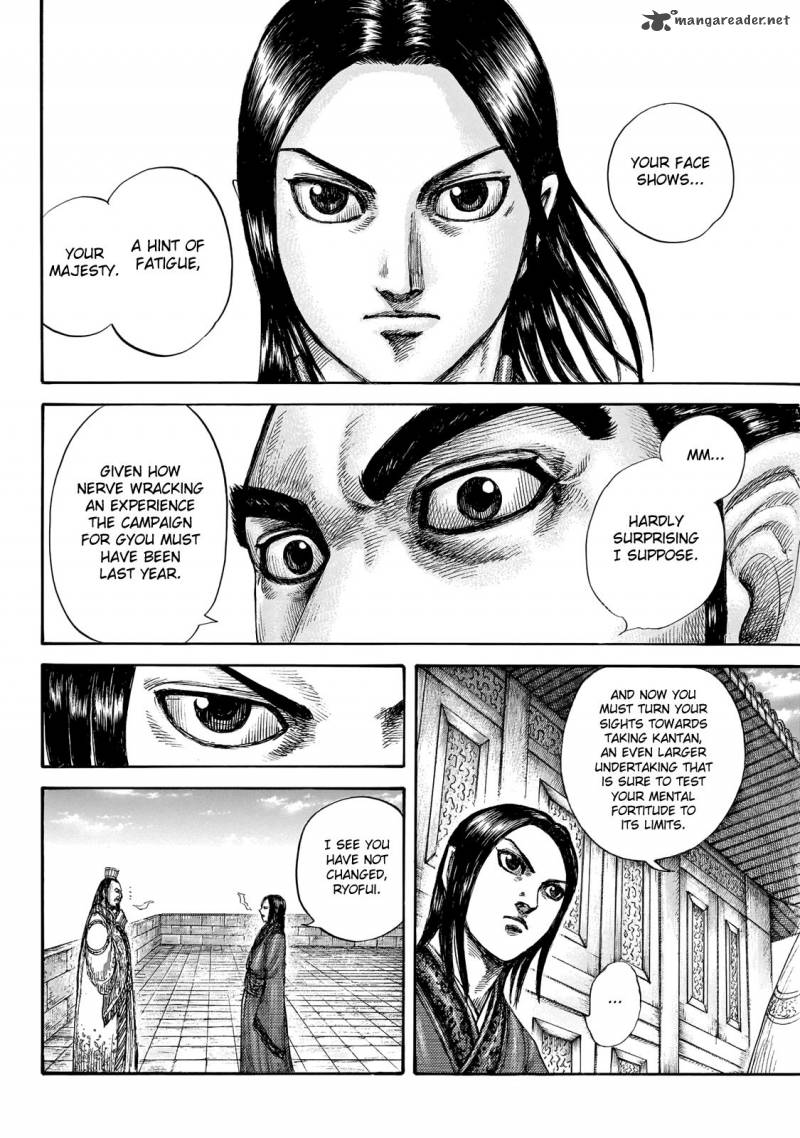 mangareader.net
YOUR FACE
SHOWS...
A HINT OF
FATIGUE,
YOUR
MAJESTY.
MM...
HARDLY
SURPRISING
I SUPPOSE.
GIVEN HOW
NERVE WRACKING
AN EXPERIENCE
THE CAMPAIGN
FOR GYOU MUST
HAVE BEEN
LAST YEAR.
AND NOW YOU
MUST TURN YOUR
SIGHTS TOWARDS
TAKING KANTAN,
AN EVEN LARGER
UNDERTAKING THAT
IS SURE TO TEST
YOUR MENTAL
FORTITUDE TO
ITS LIMITS.
...
I SEE YOU
HAVE NOT
CHANGED,
RYOFUI.